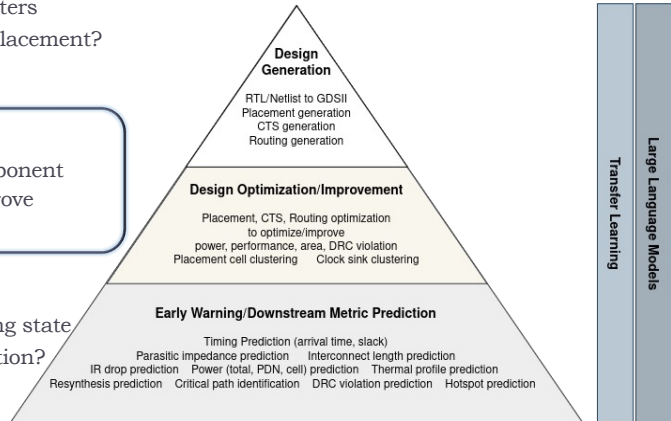 lacement?
ponent
ng state
Design
Generation
RTL/Netlist to GDSII
Placement generation
CTS generation
Routing generation
Design Optimization/Improvement
Placement, CTS, Routing optimization
to optimize/improve
power, performance, area, DRC violation
Placement cell clustering Clock sink clustering
Early Warning/Downstream Metric Prediction
Timing Prediction (arrival time, slack)
Parasitic impedance prediction Interconnect length prediction
IR drop prediction Power (total, PDN, cell) prediction Thermal profile prediction
Resynthesis prediction Critical path identification DRC violation prediction Hotspot prediction
Transfer Learning
Large Language Models